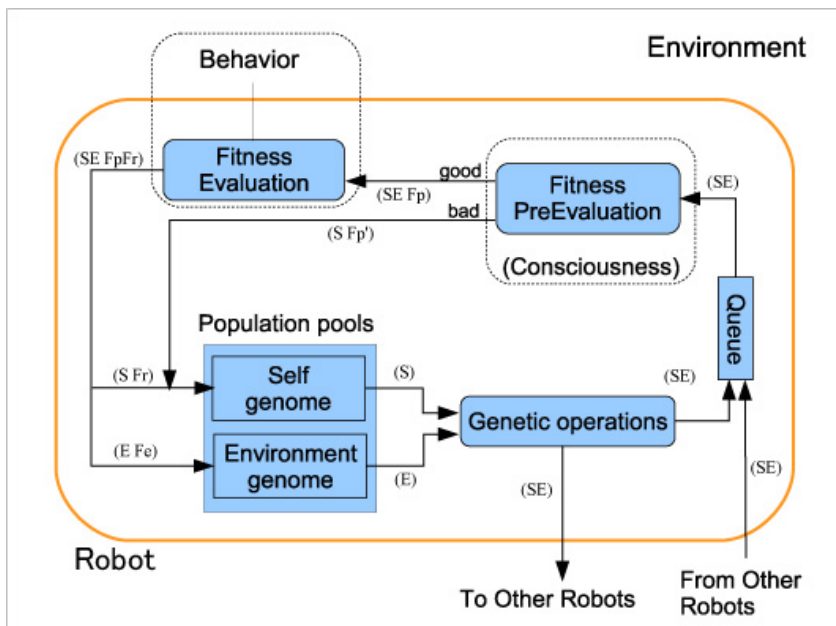 Behavior
Environment
(SE FpFr)
Fitness
Evaluation
good
(SE Fp)
bad
(S Fp')
Fitness
PreEvaluation
(SE)
(Consciousness)
Queue
Population pools
(S Fr)
Self
genome
(S)
(SE)
Genetic operations
(E Fe)
Environment
genome
(E)
(SE)
(SE)
Robot
To Other Robots
From Other
Robots